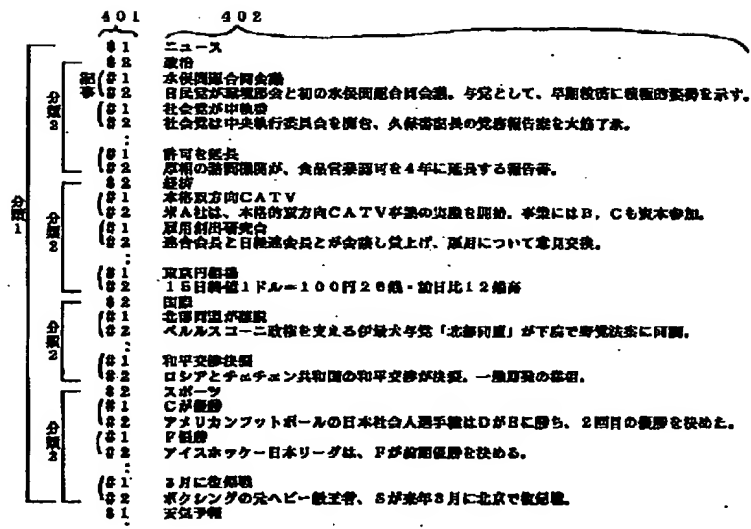 401 402
$1 ニュース
$2 政治
#1 水俣問題合同会議
#2 自民党が環境部会と初の水俣問題合同会議。与党として、早期救済に積極的姿勢を示す。
#1 社会党が中執委
#2 社会党は中央執行委員会を開き、久保書記長の党務報告案を大筋了承。
:
#1 許可を延長
#2 厚相の諮問機関が、食品営業許可を4年に延長する報告書。
$2 経済
#1 本格双方向CATV
#2 米A社は、本格的双方向CATV事業の実験を開始。事業にはB，Cも資本参加。
#1 雇用創出研究会
#2 連合会長と日経連会長とが会談し賃上げ、雇用について意見交換。
:
#1 東京円相場
#2 15日終値1ドル＝100円26銭・前日比12銭高
$2 国際
#1 北部同盟が
#2 ベルルスコーニ政権を支える伊最大与党「北部同盟」が下院で野党法案に同調。
:
#1 和平交渉決裂
#2 ロシアとチェチェン共和国の和平交渉が決裂。一触即発の
$2 スポーツ
#1 Cが優勝
#2 アメリカンフットボールの日本社会人選手権はDがEに勝ち、2回目の優勝を決めた。
#1 F優勝
#2 アイスホッケー日本リーグは、Fが前期優勝を決める。
:
#1 3月に復帰戦
#2 ボクシングの元ヘビー級王者、Sが来年3月に北京で復帰戦。
$1 天気予報
:
記事
分類2
分類2
分類2
分類2
分類1